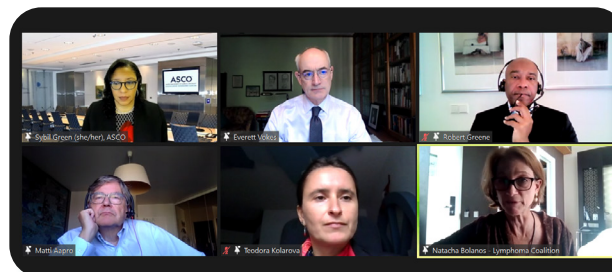 ASCO
Sybil Green (she/her), ASCO
Everett Vokes
Robert Greene
Matti Aapro
Teodora Kolarova
Natacha Bolanos - Lymphoma Coalition